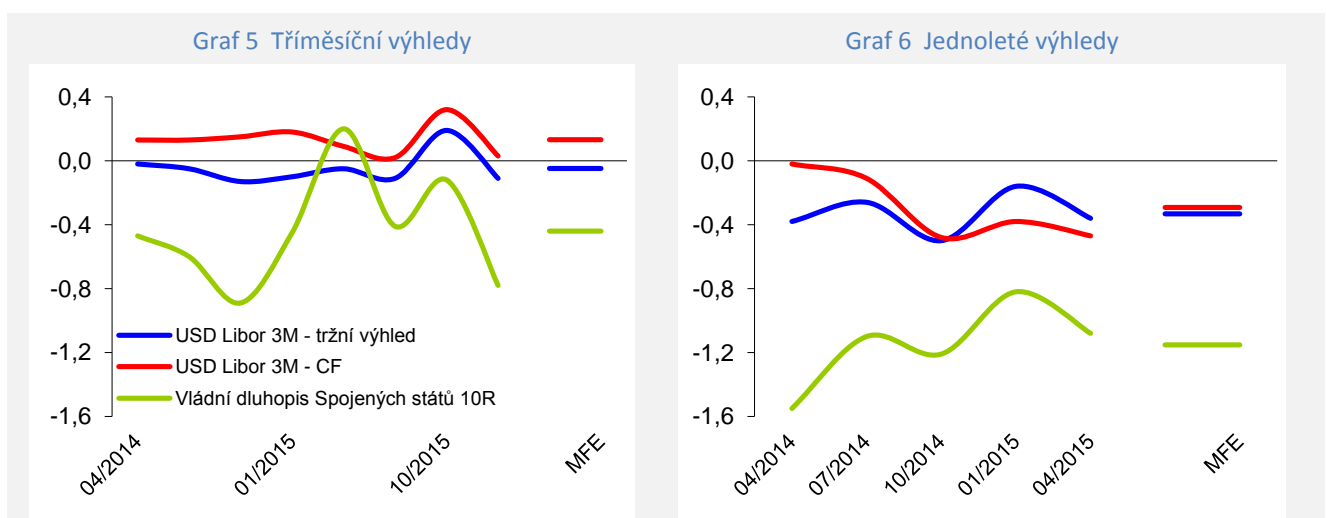 Graf 5 Tříměsíční výhledy
0,4
0,0
-0,4
-0,8
-1,2
-1,6
USD Libor 3M - tržní výhled
USD Libor 3M - CF
Vládní dluhopis Spojených států 10R
04/2014
01/2015
10/2015
MFE
Graf 6 Jednoleté výhledy
0,4
0,0
-0,4
-0,8
-1,2
-1,6
04/2014
07/2014
10/2014
01/2015
04/2015
MFE